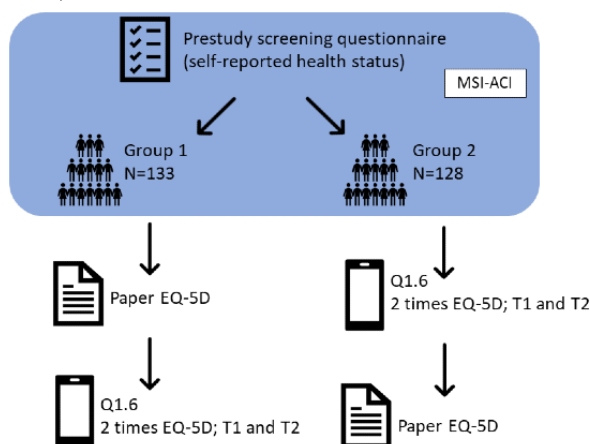 Prestudy screening questionnaire
(self-reported health status)
MSI-ACI
Group 1
N=133
Group 2
N=128
Paper EQ-5D
Q1.6
2 times EQ-5D; T1 and T2
Q1.6
2 times EQ-5D; T1 and T2
Paper EQ-5D